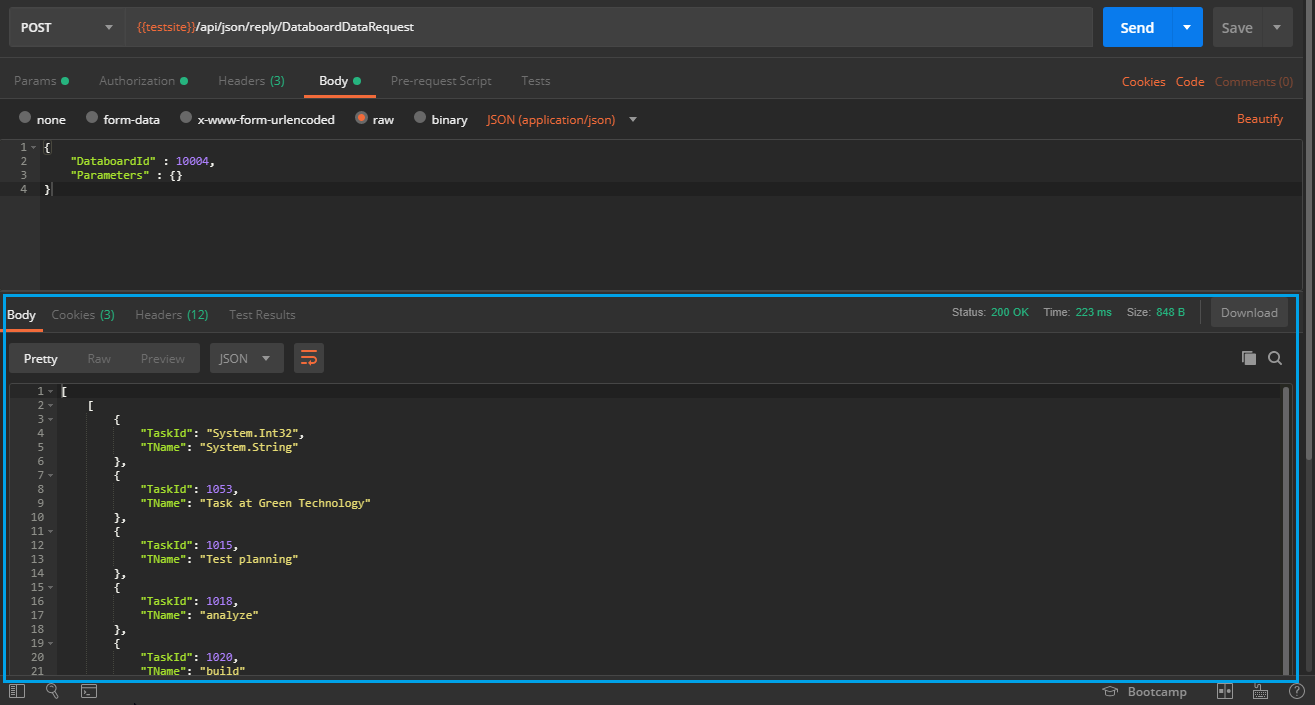 POST {{testsite}}/api/json/reply/DataboardDataRequest Send Save
Params Authorization Headers (3) Body Pre-request Script Tests Cookies Code Comments (0)
none form-data x-www-form-urlencoded raw binary JSON (application/json) Beautify
1 {
2 "DataboardId" : 10004,
3 "Parameters" : {}
4 }
Body Cookies (3) Headers (12) Test Results Status: 200 OK Time: 223 ms Size: 848 B Download
Pretty Raw Preview JSON
1 [
2 [
3 {
4 "TaskId": "System.Int32",
5 "TName": "System.String"
6 },
7 {
8 "TaskId": 1053,
9 "TName": "Task at Green Technology"
10 },
11 {
12 "TaskId": 1015,
13 "TName": "Test planning"
14 },
15 {
16 "TaskId": 1018,
17 "TName": "analyze"
18 },
19 {
20 "TaskId": 1020,
21 "TName": "build"
Bootcamp